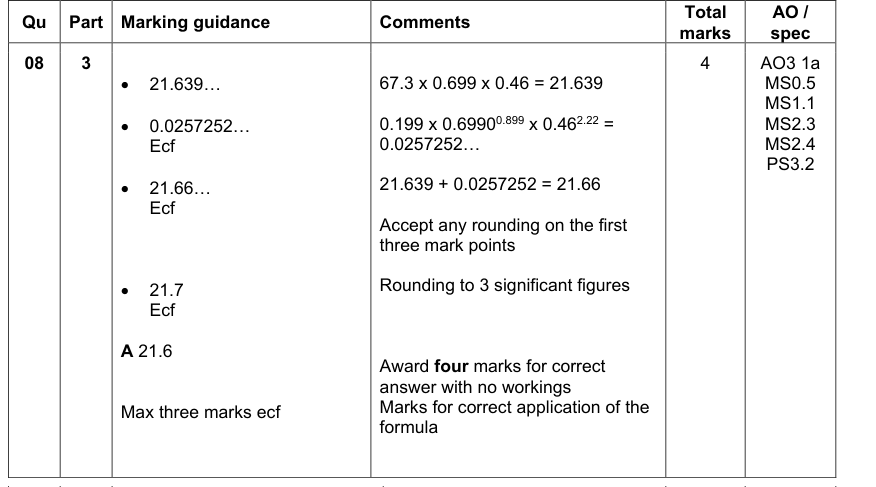 Qu Part Marking guidance Comments Total marks AO / spec
08 3 4 AO3 1a
• 21.639… 67.3 x 0.699 x 0.46 = 21.639 MS0.5
MS1.1
• 0.0257252… 0.199 x 0.6990^0.899 x 0.46^2.22 = MS2.3
Ecf 0.0257252… MS2.4
PS3.2
• 21.66… 21.639 + 0.0257252 = 21.66
Ecf
Accept any rounding on the first
three mark points
• 21.7 Rounding to 3 significant figures
Ecf
A 21.6
Award four marks for correct
answer with no workings
Max three marks ecf Marks for correct application of the
formula